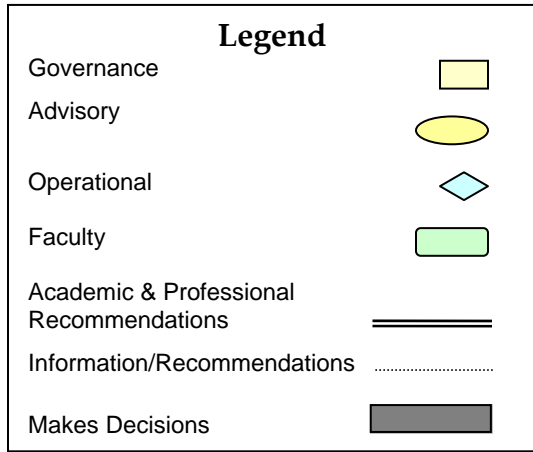 Legend
Governance
Advisory
Operational
Faculty
Academic & Professional
Recommendations
Information/Recommendations
Makes Decisions